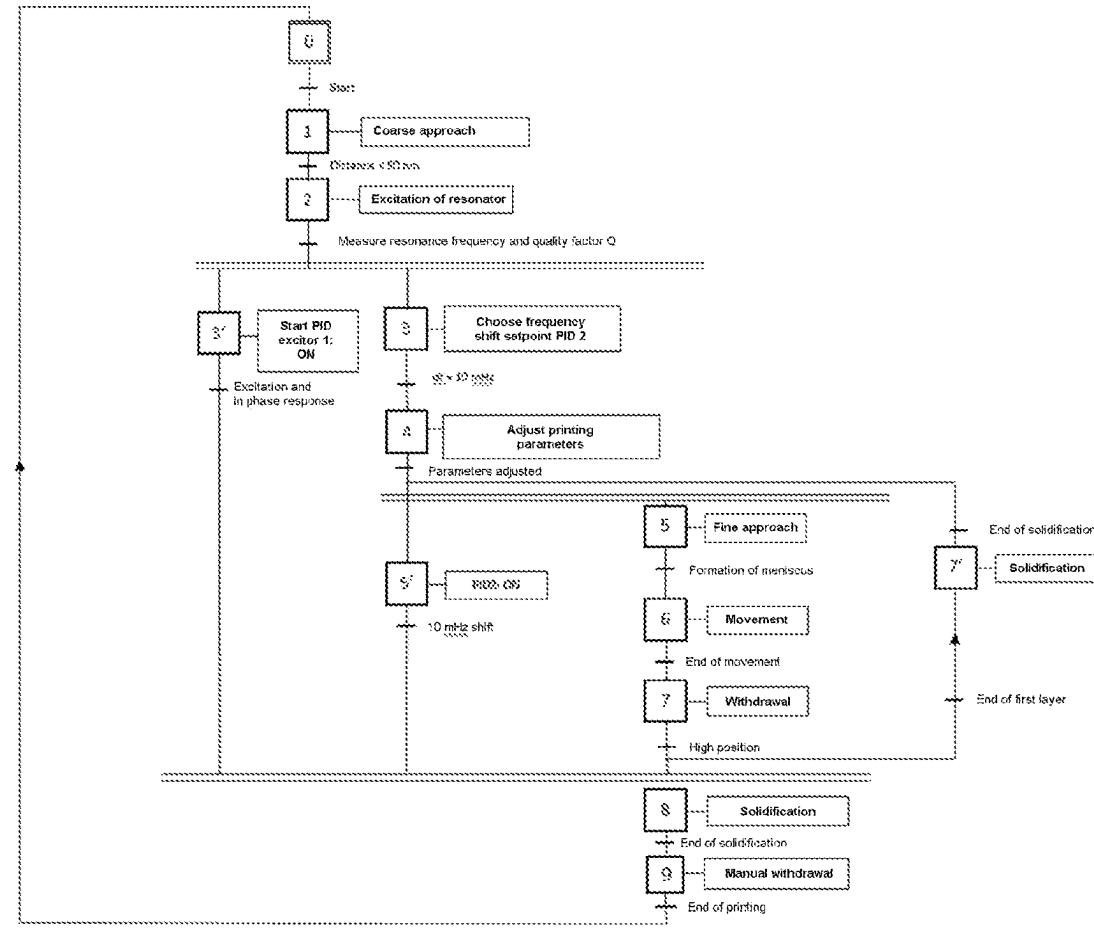 0
Start
1
Coarse approach
Distance < 50
2
Excitation of resonator
Measure resonance frequency and quality factor Q
3'
Start PID
excitor 1:
ON
3
Choose frequency
shift setpoint PID 2
Excitation and
in phase response
10 mHz
4
Adjust printing
parameters
Parameters adjusted
5
Fine approach
End of solidification
7'
Solidification
Formation of meniscus
5'
PID2: ON
6
Movement
10 mHz shift
End of movement
7
Withdrawal
End of first layer
High position
8
Solidification
End of solidification
9
Manual withdrawal
End of printing